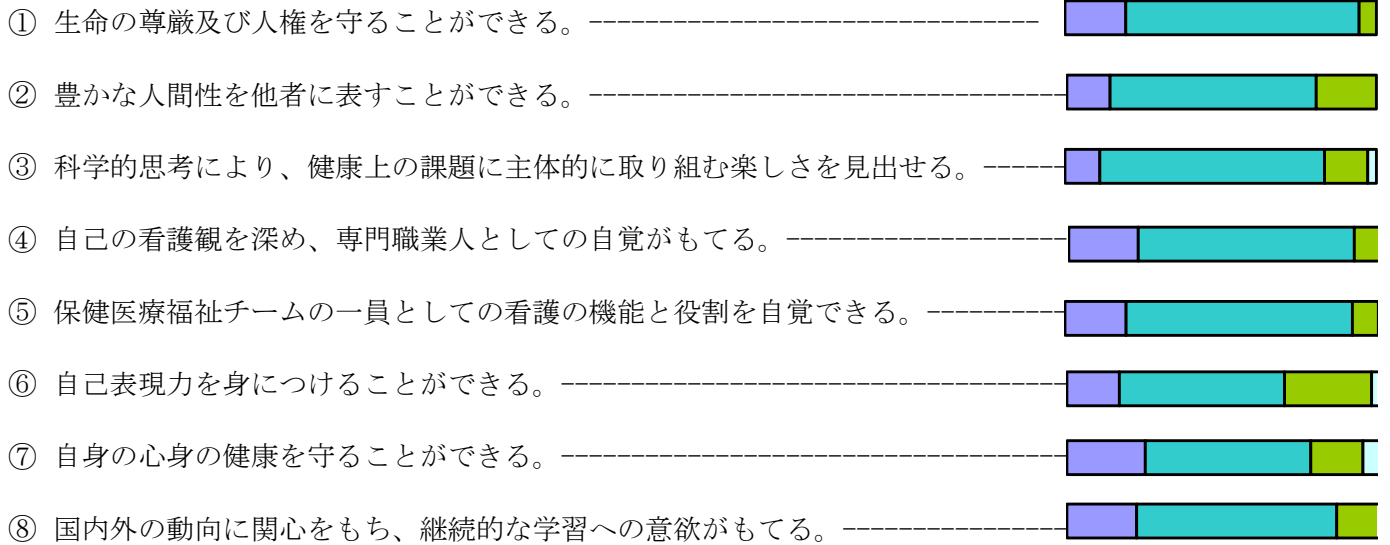 ① 生命の尊厳及び人権を守ることができる。--------------------------------
② 豊かな人間性を他者に表すことができる。----------------------------------
③ 科学的思考により、健康上の課題に主体的に取り組む楽しさを見出せる。------
④ 自己の看護観を深め、専門職業人としての自覚がもてる。--------------------
⑤ 保健医療福祉チームの一員としての看護の機能と役割を自覚できる。----------
⑥ 自己表現力を身につけることができる。------------------------------------
⑦ 自身の心身の健康を守ることができる。------------------------------------
⑧ 国内外の動向に関心をもち、継続的な学習への意欲がもてる。----------------